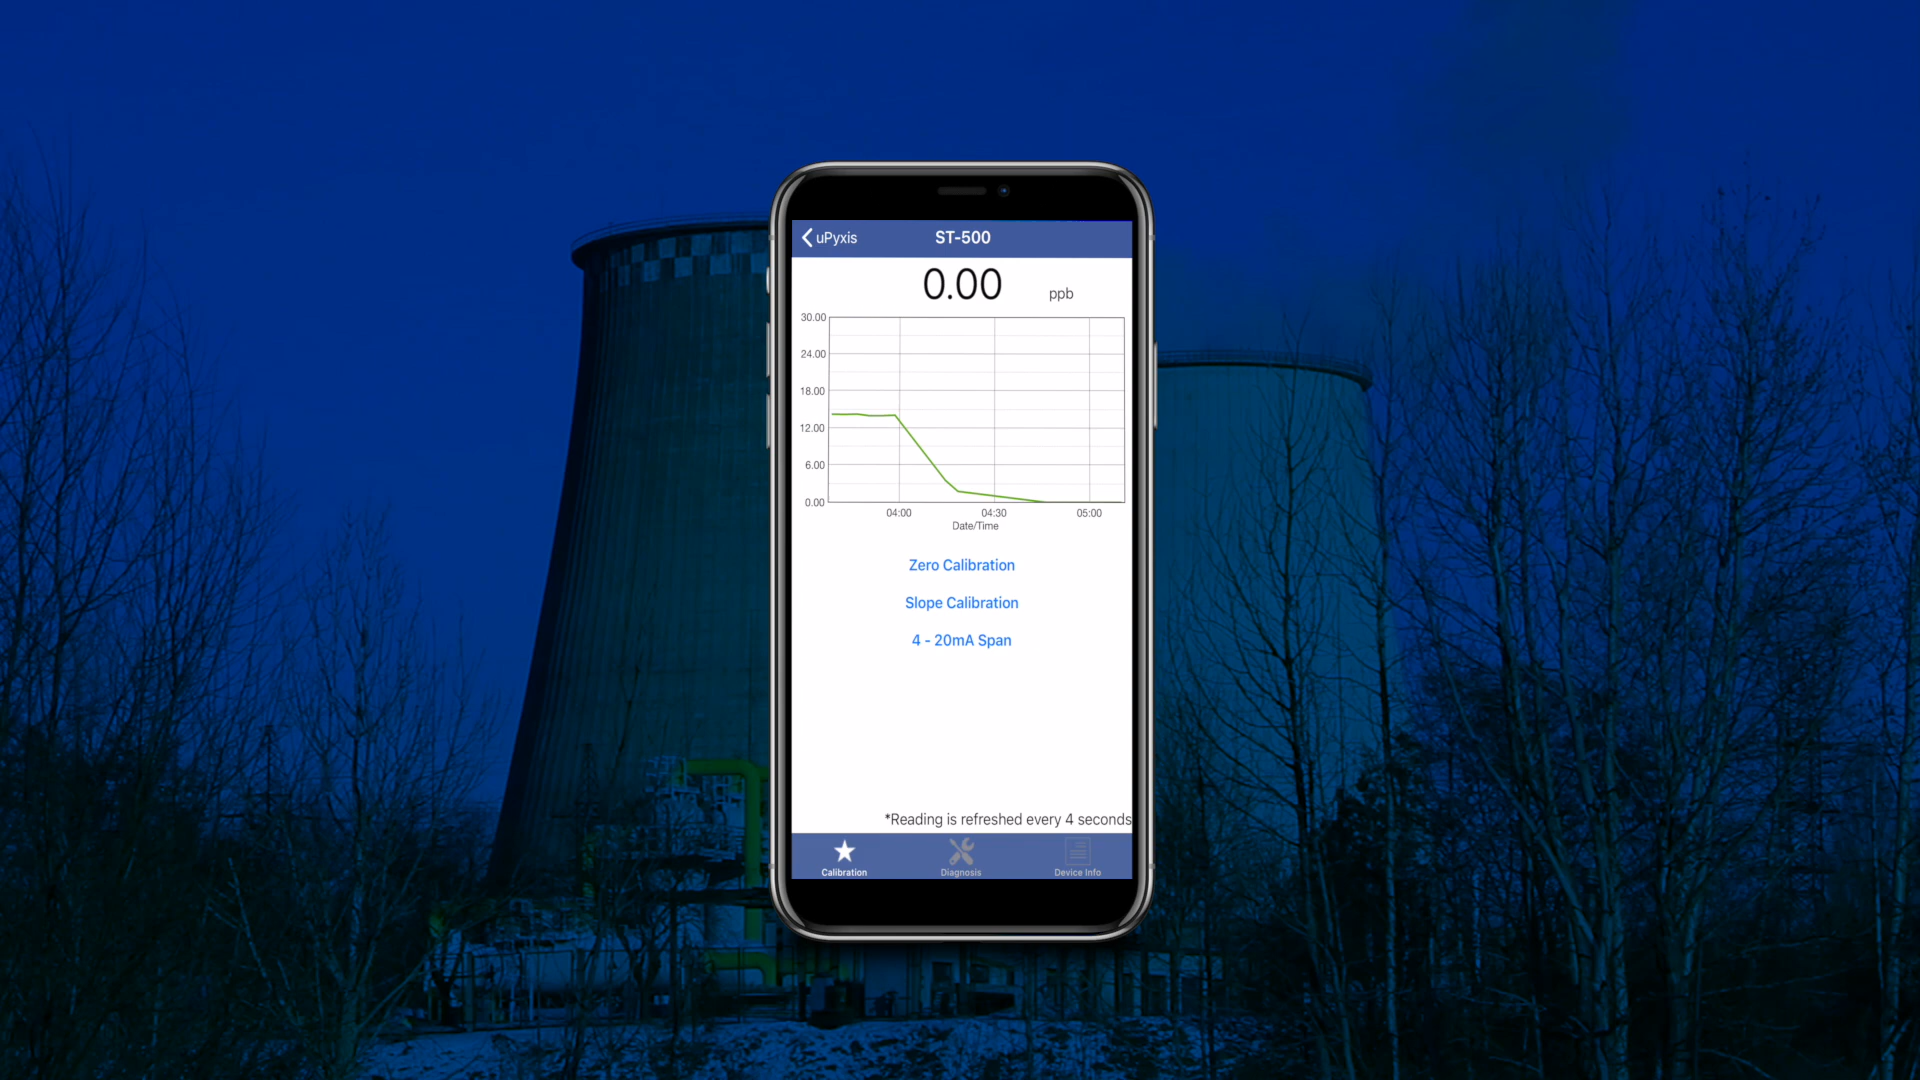 uPyxis
ST-500
0.00 ppb
30.00
24.00
18.00
12.00
6.00
0.00
04:00 04:30 05:00
Date/Time
Zero Calibration
Slope Calibration
4 - 20mA Span
*Reading is refreshed every 4 seconds
Calibration Diagnosis Device Info